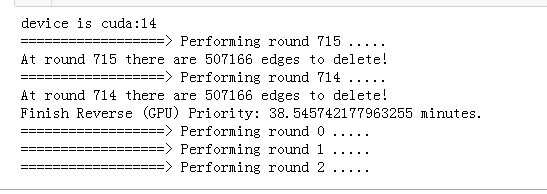 device is cuda:14
==================> Performing round 715 .....
At round 715 there are 507166 edges to delete!
==================> Performing round 714 .....
At round 714 there are 507166 edges to delete!
Finish Reverse (GPU) Priority: 38.545742177963255 minutes.
==================> Performing round 0 .....
==================> Performing round 1 .....
==================> Performing round 2 .....